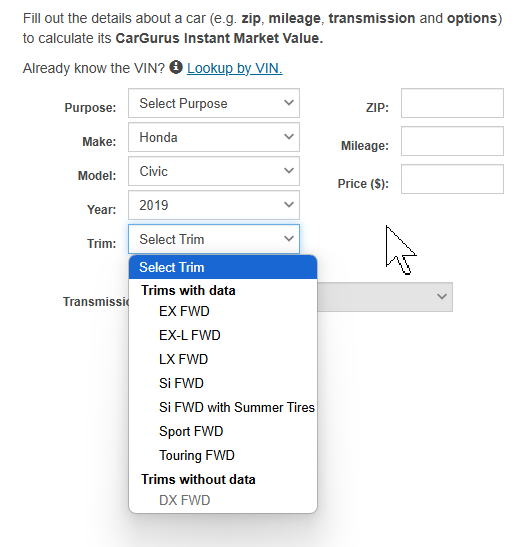 Fill out the details about a car (e.g. zip, mileage, transmission and options)
to calculate its CarGurus Instant Market Value.
Already know the VIN? Lookup by VIN.
Purpose: Select Purpose
ZIP:
Make: Honda
Mileage:
Model: Civic
Price ($):
Year: 2019
Trim: Select Trim
Select Trim
Trims with data
EX FWD
Transmissi
EX-L FWD
LX FWD
Si FWD
Si FWD with Summer Tires
Sport FWD
Touring FWD
Trims without data
DX FWD